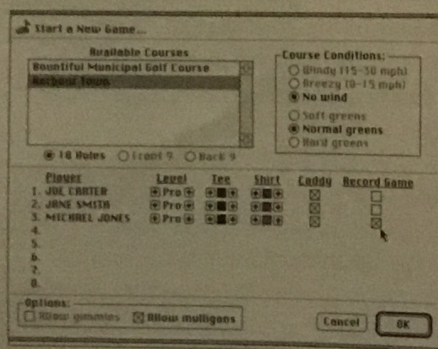 Start a New Game...
Available Courses
Bountiful Municipal Golf Course
Harbour Town
18 Holes Front 9 Back 9
Course Conditions:
Windy (15-30 mph)
Breezy (0-15 mph)
No wind
Soft greens
Normal greens
Hard greens
Player Level Tee Shirt Caddy Record Game
1. JOE CARTER Pro
2. JANE SMITH Pro
3. MICHAEL JONES Pro
4.
5.
6.
7.
8.
Options:
Allow gimmies Allow mulligans
Cancel OK